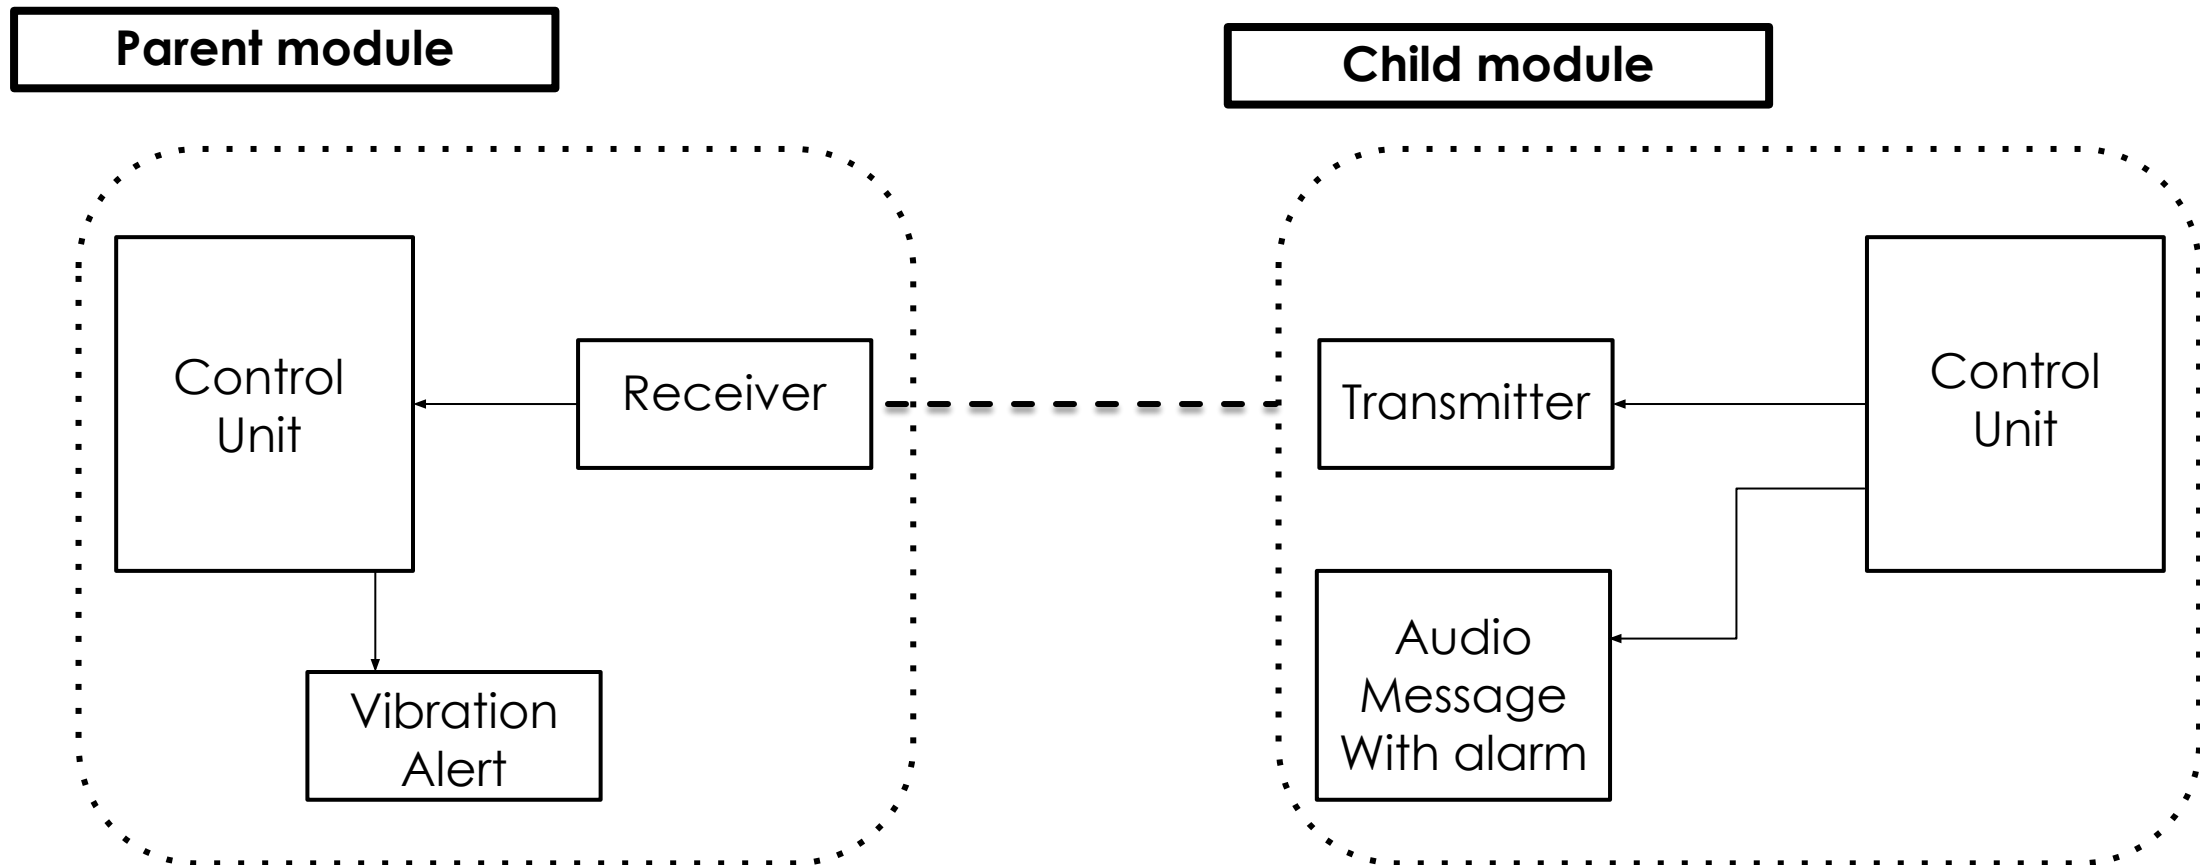 Parent module
Child module
Control
Unit
Receiver
Vibration
Alert
Transmitter
Control
Unit
Audio
Message
With alarm